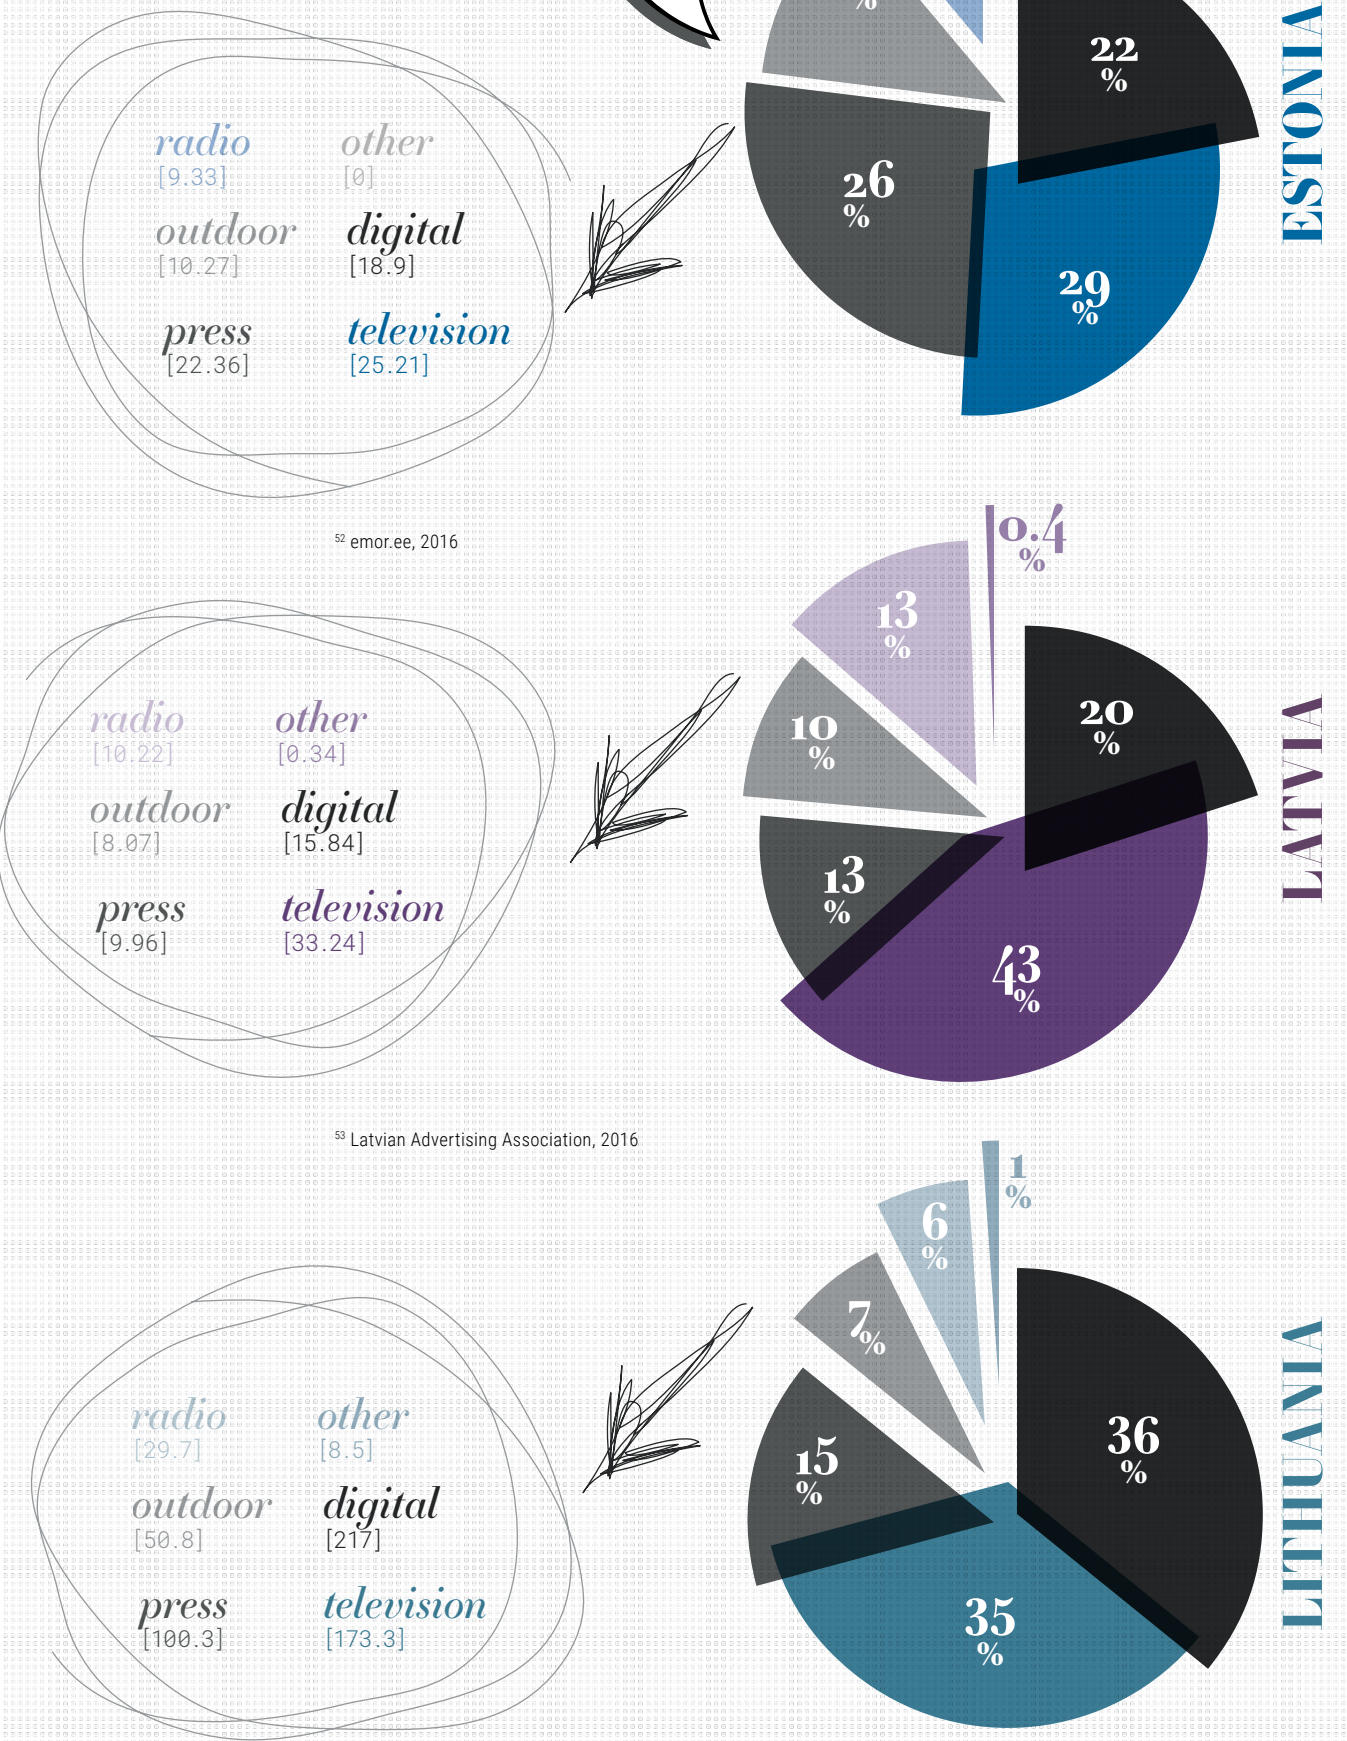 %
22
%
ESTONIA
radio
other
[9.33]
[0]
26
%
outdoor
digital
[10.27]
[18.9]
29
%
press
television
[22.36]
[25.21]
52 emor.ee, 2016
0.4
%
13
%
radio
other
[10.22]
[0.34]
10
%
20
%
LATVIA
outdoor
digital
[8.07]
[15.84]
13
%
press
television
[9.96]
[33.24]
43
%
53 Latvian Advertising Association, 2016
1
%
6
%
7
%
radio
other
[29.7]
[8.5]
15
%
36
%
LITHUANIA
outdoor
digital
[50.8]
[217]
press
television
[100.3]
[173.3]
35
%